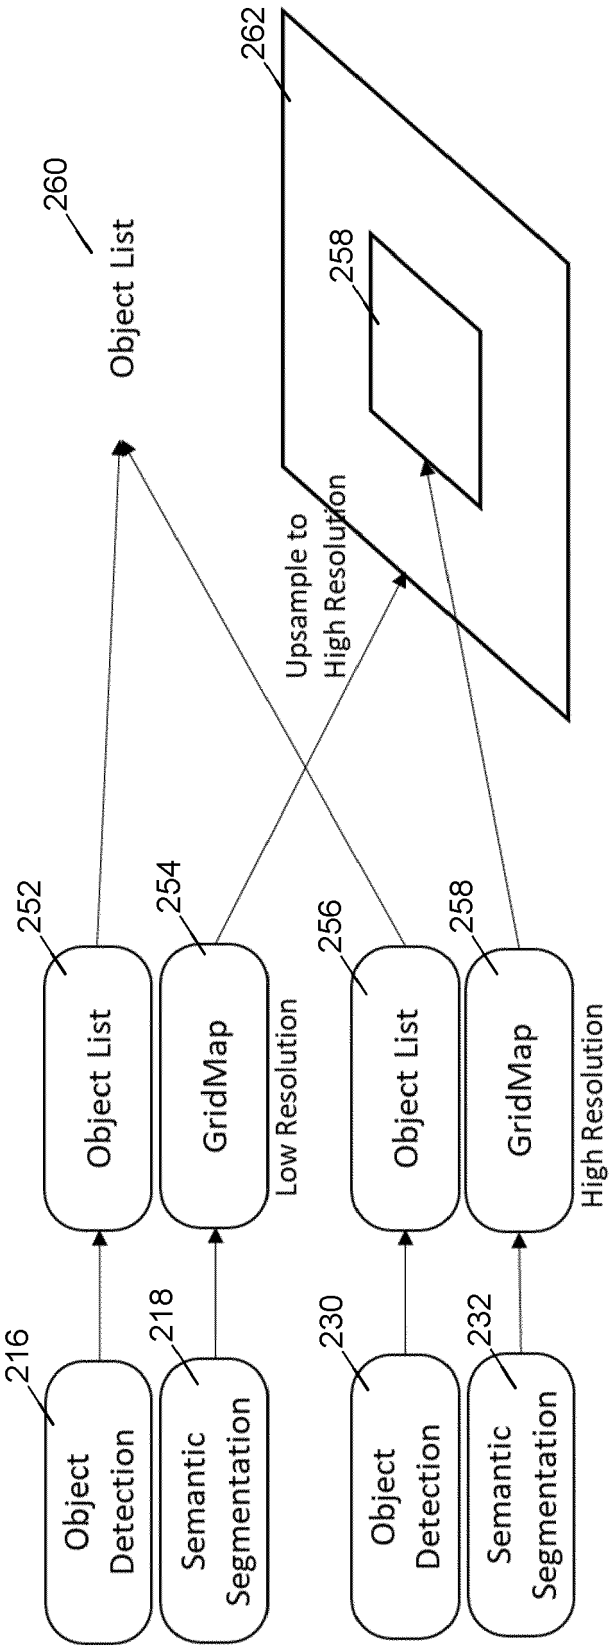 216
Object
Detection
252
Object List
260
Object List
218
Semantic
Segmentation
254
GridMap
Low Resolution
Upsample to
High Resolution
262
258
230
Object
Detection
256
Object List
232
Semantic
Segmentation
258
GridMap
High Resolution